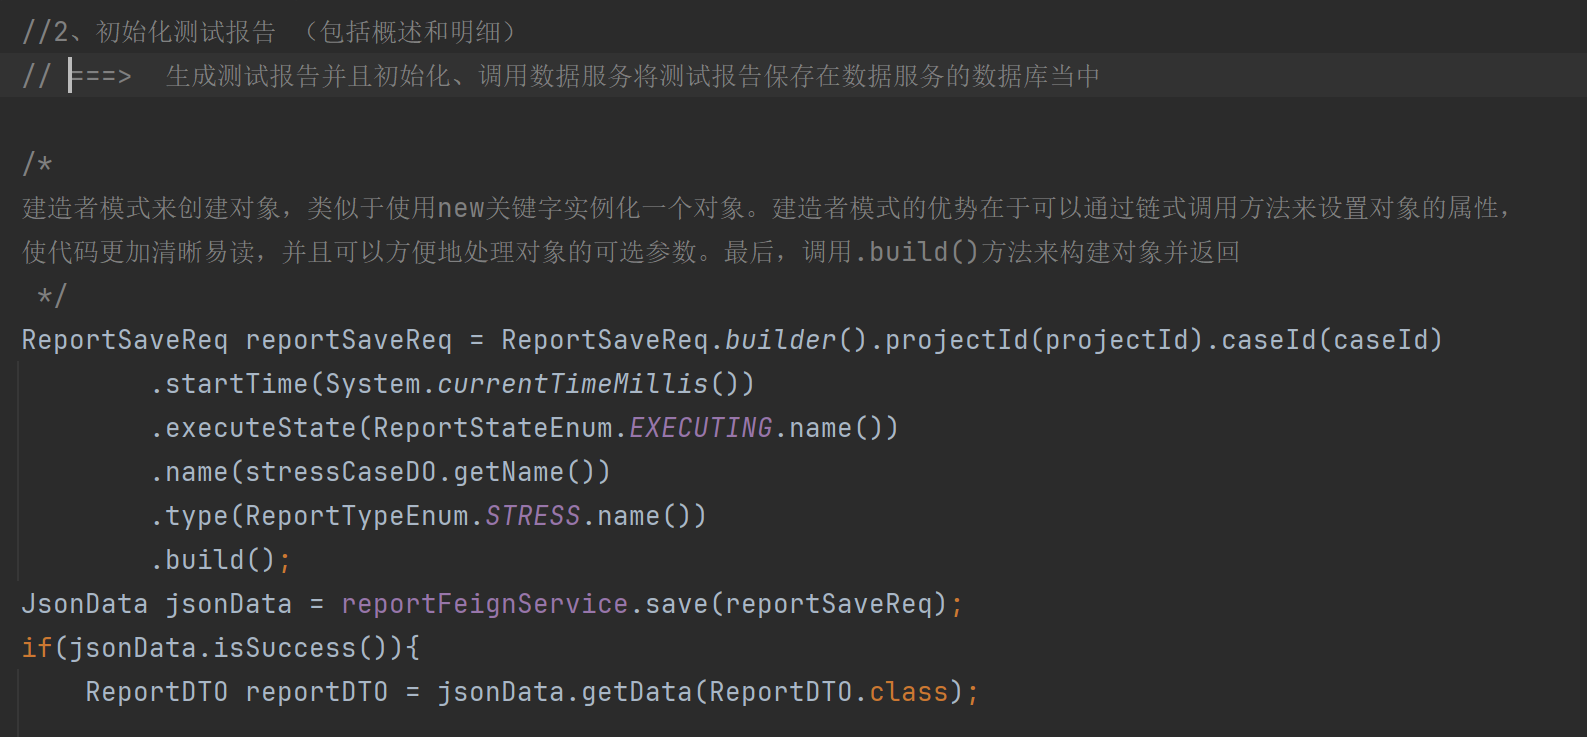 //2、初始化测试报告 （包括概述和明细）
// ===>  生成测试报告并且初始化、调用数据服务将测试报告保存在数据服务的数据库当中
/*
建造者模式来创建对象，类似于使用new关键字实例化一个对象。建造者模式的优势在于可以通过链式调用方法来设置对象的属性，
使代码更加清晰易读，并且可以方便地处理对象的可选参数。最后，调用.build()方法来构建对象并返回
 */
ReportSaveReq reportSaveReq = ReportSaveReq.builder().projectId(projectId).caseId(caseId)
        .startTime(System.currentTimeMillis())
        .executeState(ReportStateEnum.EXECUTING.name())
        .name(stressCaseDO.getName())
        .type(ReportTypeEnum.STRESS.name())
        .build();
JsonData jsonData = reportFeignService.save(reportSaveReq);
if(jsonData.isSuccess()){
    ReportDTO reportDTO = jsonData.getData(ReportDTO.class);